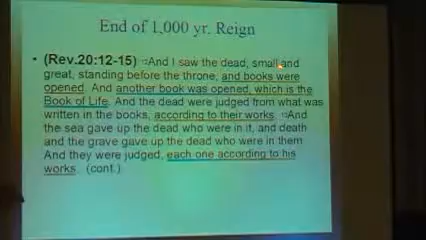 End of 1,000 yr. Reign
• (Rev.20:12-15) 12And I saw the dead, small and
great, standing before the throne, and books were
opened. And another book was opened, which is the
Book of Life. And the dead were judged from what was
written in the books, according to their works. 13And
the sea gave up the dead who were in it, and death
and the grave gave up the dead who were in them.
And they were judged, each one according to his
works. (cont.)